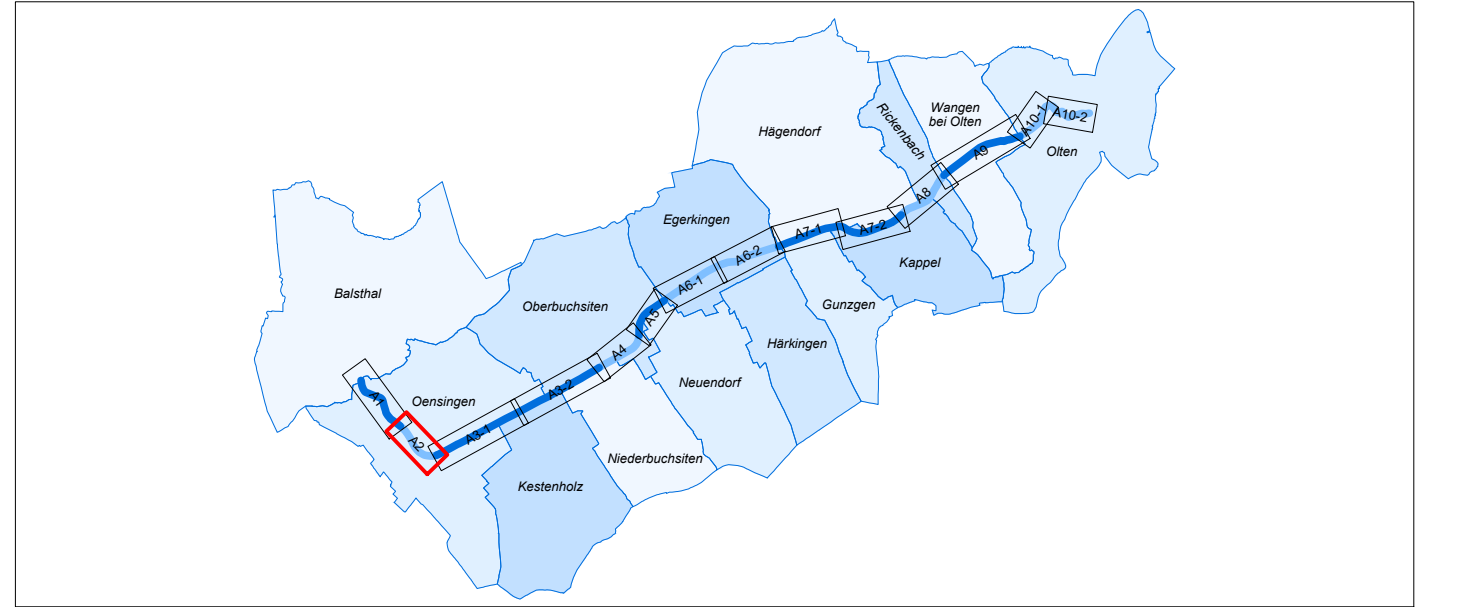 Hägendorf
Rickenbach
Wangen
bei Olten
A10-1
A10-2
Olten
A9
A8
Egerkingen
A7-1
A7-2
A6-2
A6-1
Kappel
Balsthal
Oberbuchsiten
A5
Gunzgen
Härkingen
A4
Neuendorf
A3-2
A1
Oensingen
A2
A3-1
Niederbuchsiten
Kestenholz